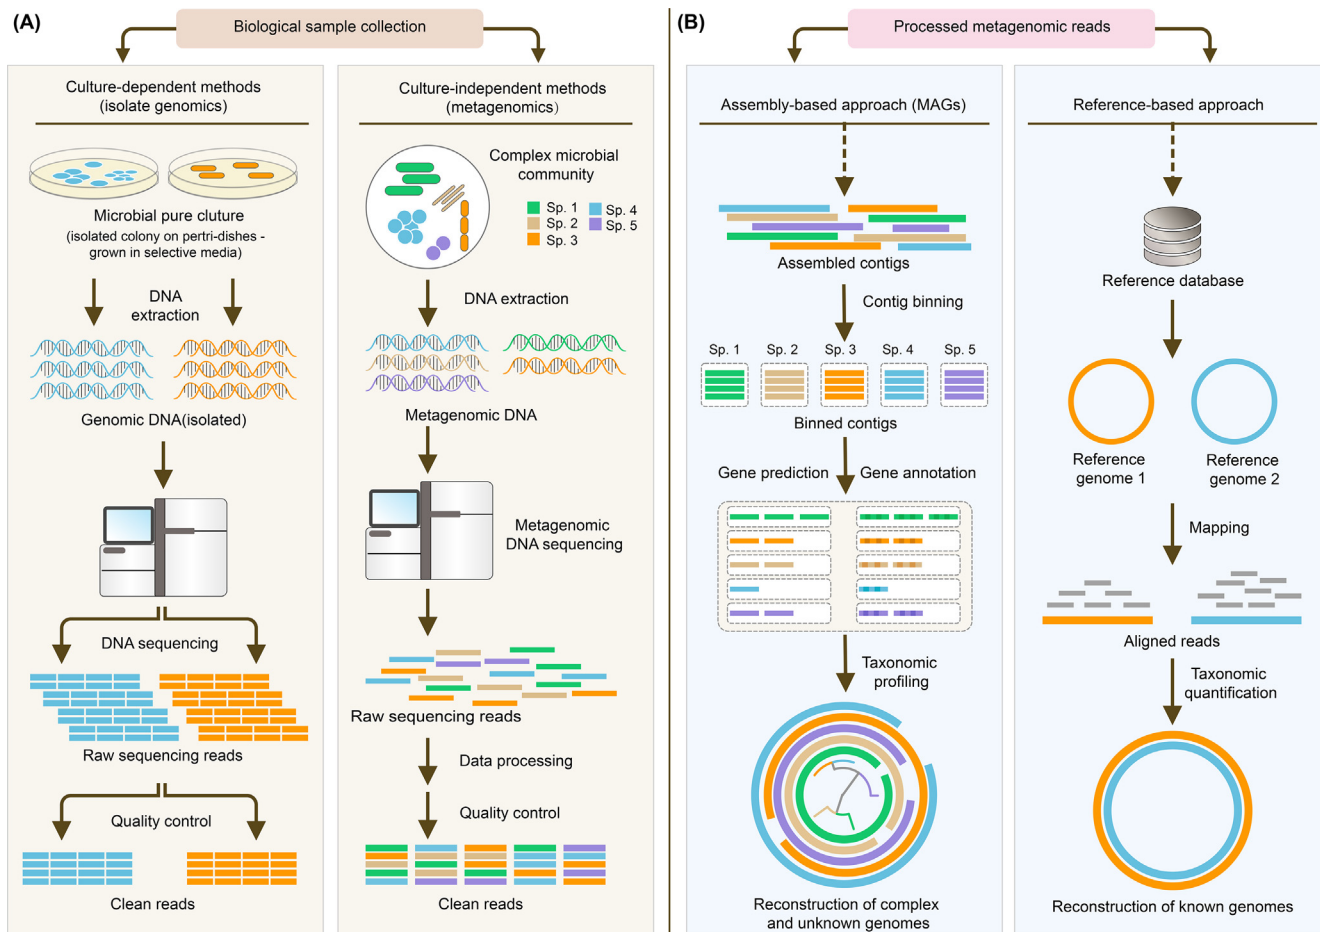 (A)
Biological sample collection
Culture-dependent methods
(isolate genomics)
Microbial pure cluture
(isolated colony on pertri-dishes -
grown in selective media)
DNA
extraction
Genomic DNA(isolated)
DNA sequencing
Raw sequencing reads
Quality control
Clean reads
Culture-independent methods
(metagenomics)
Complex microbial
community
Sp. 1
Sp. 2
Sp. 3
Sp. 4
Sp. 5
DNA extraction
Metagenomic DNA
Metagenomic
DNA sequencing
Raw sequencing reads
Data processing
Quality control
Clean reads
(B)
Processed metagenomic reads
Assembly-based approach (MAGs)
Assembled contigs
Contig binning
Sp. 1 Sp. 2 Sp. 3 Sp. 4 Sp. 5
Binned contigs
Gene prediction
Gene annotation
Taxonomic
profiling
Reconstruction of complex
and unknown genomes
Reference-based approach
Reference database
Reference
genome 1
Reference
genome 2
Mapping
Aligned reads
Taxonomic
quantification
Reconstruction of known genomes